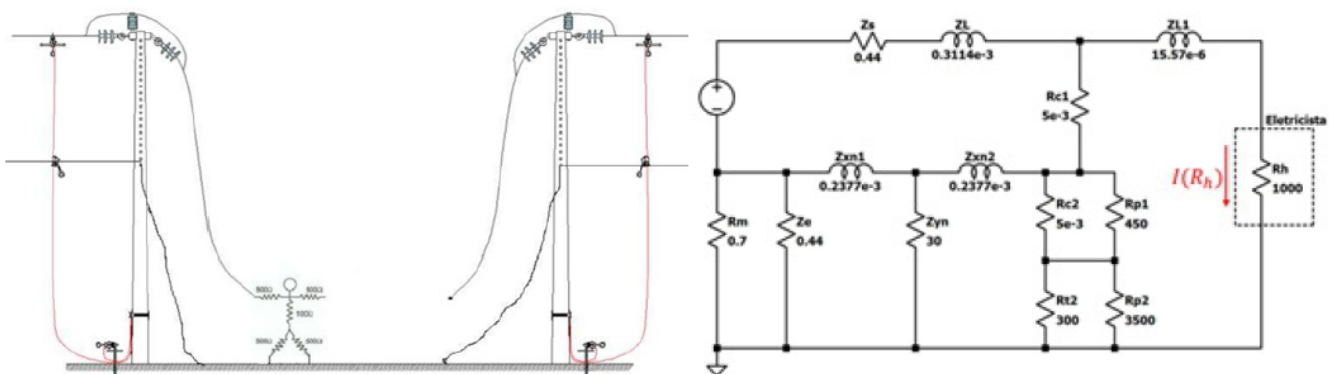 500Ω 500Ω
100Ω
500Ω 500Ω
Zs
0.44
ZL
0.3114e-3
ZL1
15.57e-6
Rc1
5e-3
Eletricista
I(Rh)
Rh
1000
Zxn1
0.2377e-3
Zxn2
0.2377e-3
Rm
0.7
Ze
0.44
Zyn
30
Rc2
5e-3
Rp1
450
Rt2
300
Rp2
3500